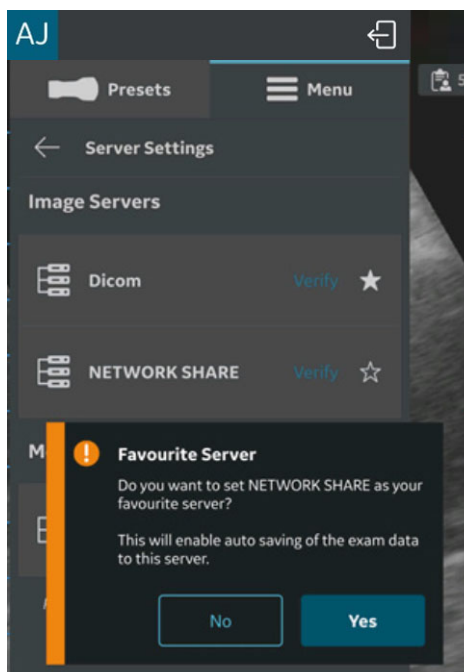 AJ
Presets
Menu
Server Settings
Image Servers
Dicom Verify
NETWORK SHARE Verify
Favourite Server
Do you want to set NETWORK SHARE as your
favourite server?
This will enable auto saving of the exam data
to this server.
No Yes